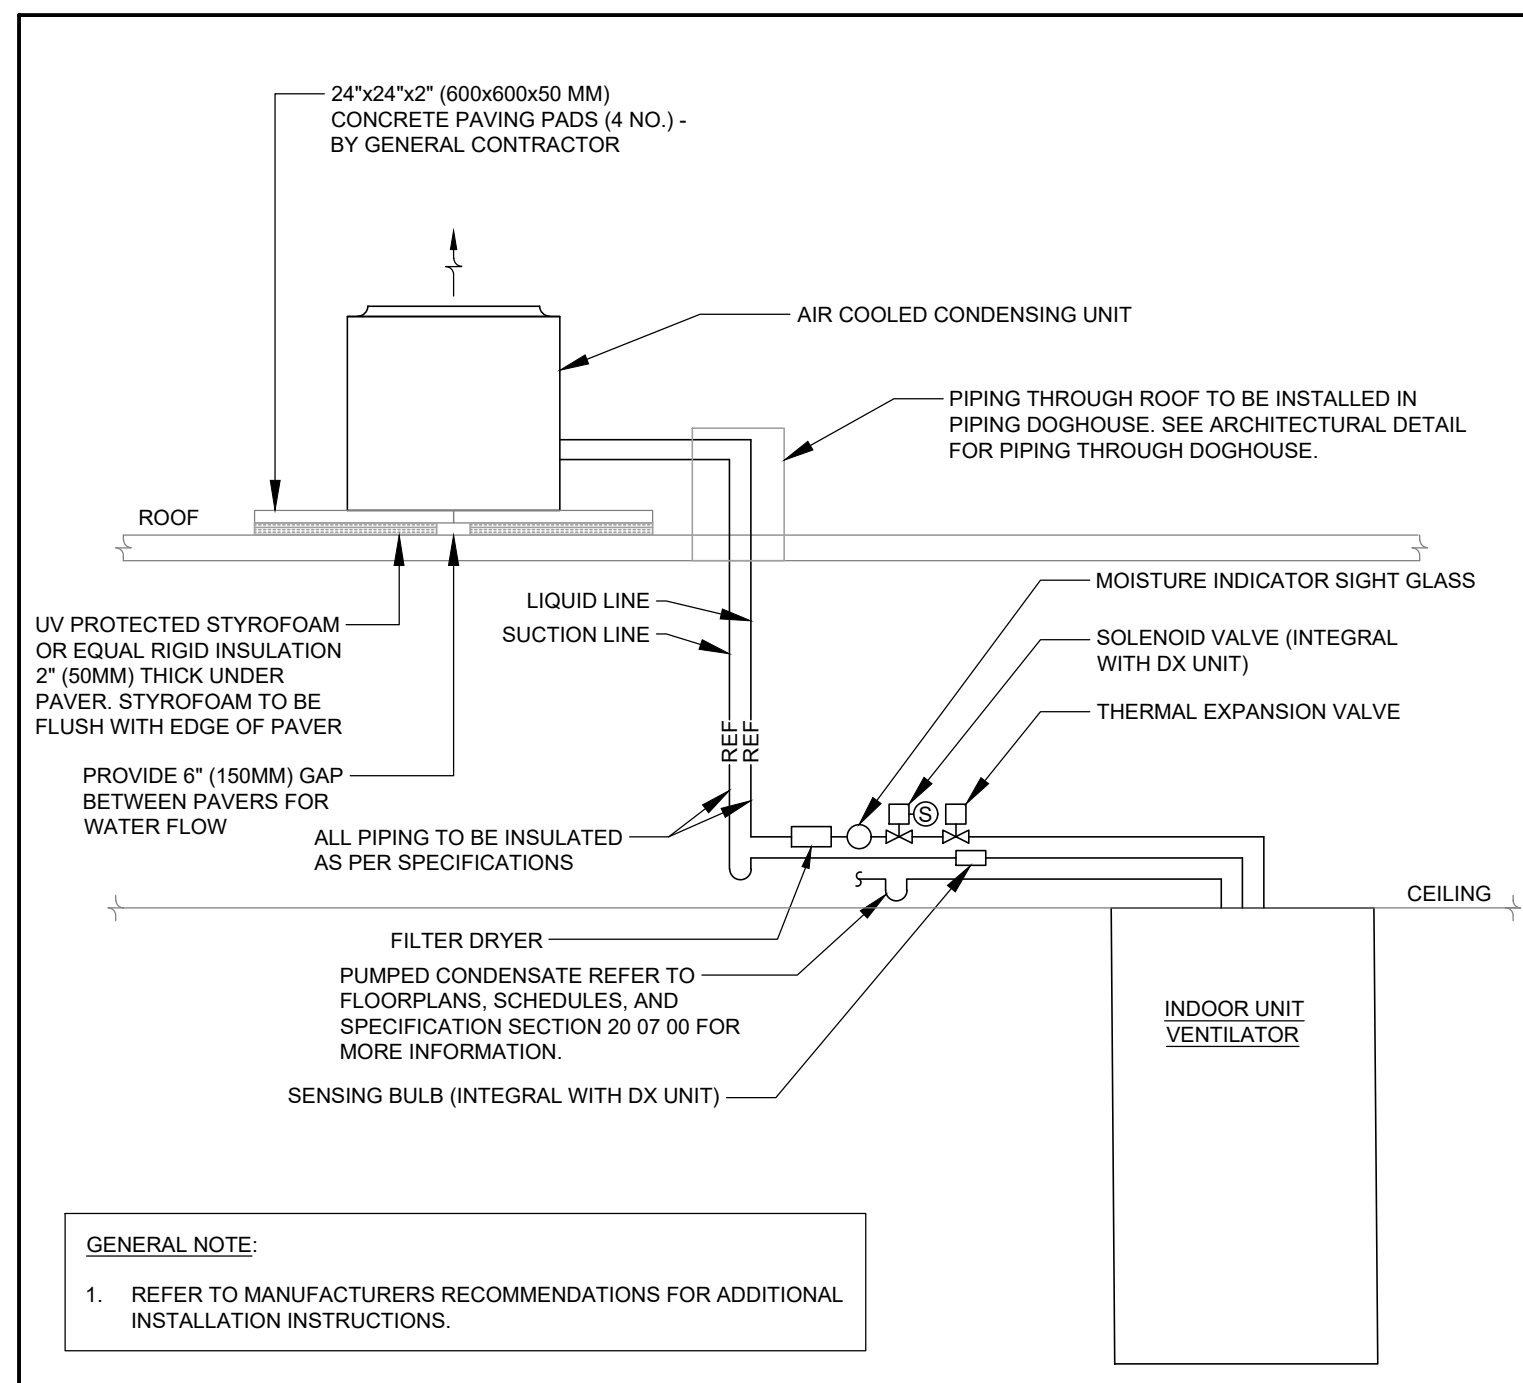 24"x24"x2" (600x600x50 MM)
CONCRETE PAVING PADS (4 NO.) -
BY GENERAL CONTRACTOR
AIR COOLED CONDENSING UNIT
PIPING THROUGH ROOF TO BE INSTALLED IN
PIPING DOGHOUSE. SEE ARCHITECTURAL DETAIL
FOR PIPING THROUGH DOGHOUSE.
ROOF
MOISTURE INDICATOR SIGHT GLASS
LIQUID LINE
SUCTION LINE
UV PROTECTED STYROFOAM
OR EQUAL RIGID INSULATION
2" (50MM) THICK UNDER
PAVER. STYROFOAM TO BE
FLUSH WITH EDGE OF PAVER
SOLENOID VALVE (INTEGRAL
WITH DX UNIT)
THERMAL EXPANSION VALVE
REF
REF
PROVIDE 6" (150MM) GAP
BETWEEN PAVERS FOR
WATER FLOW
S
ALL PIPING TO BE INSULATED
AS PER SPECIFICATIONS
CEILING
FILTER DRYER
PUMPED CONDENSATE REFER TO
FLOORPLANS, SCHEDULES, AND
SPECIFICATION SECTION 20 07 00 FOR
MORE INFORMATION.
INDOOR UNIT
VENTILATOR
SENSING BULB (INTEGRAL WITH DX UNIT)
GENERAL NOTE:
1. REFER TO MANUFACTURERS RECOMMENDATIONS FOR ADDITIONAL
INSTALLATION INSTRUCTIONS.